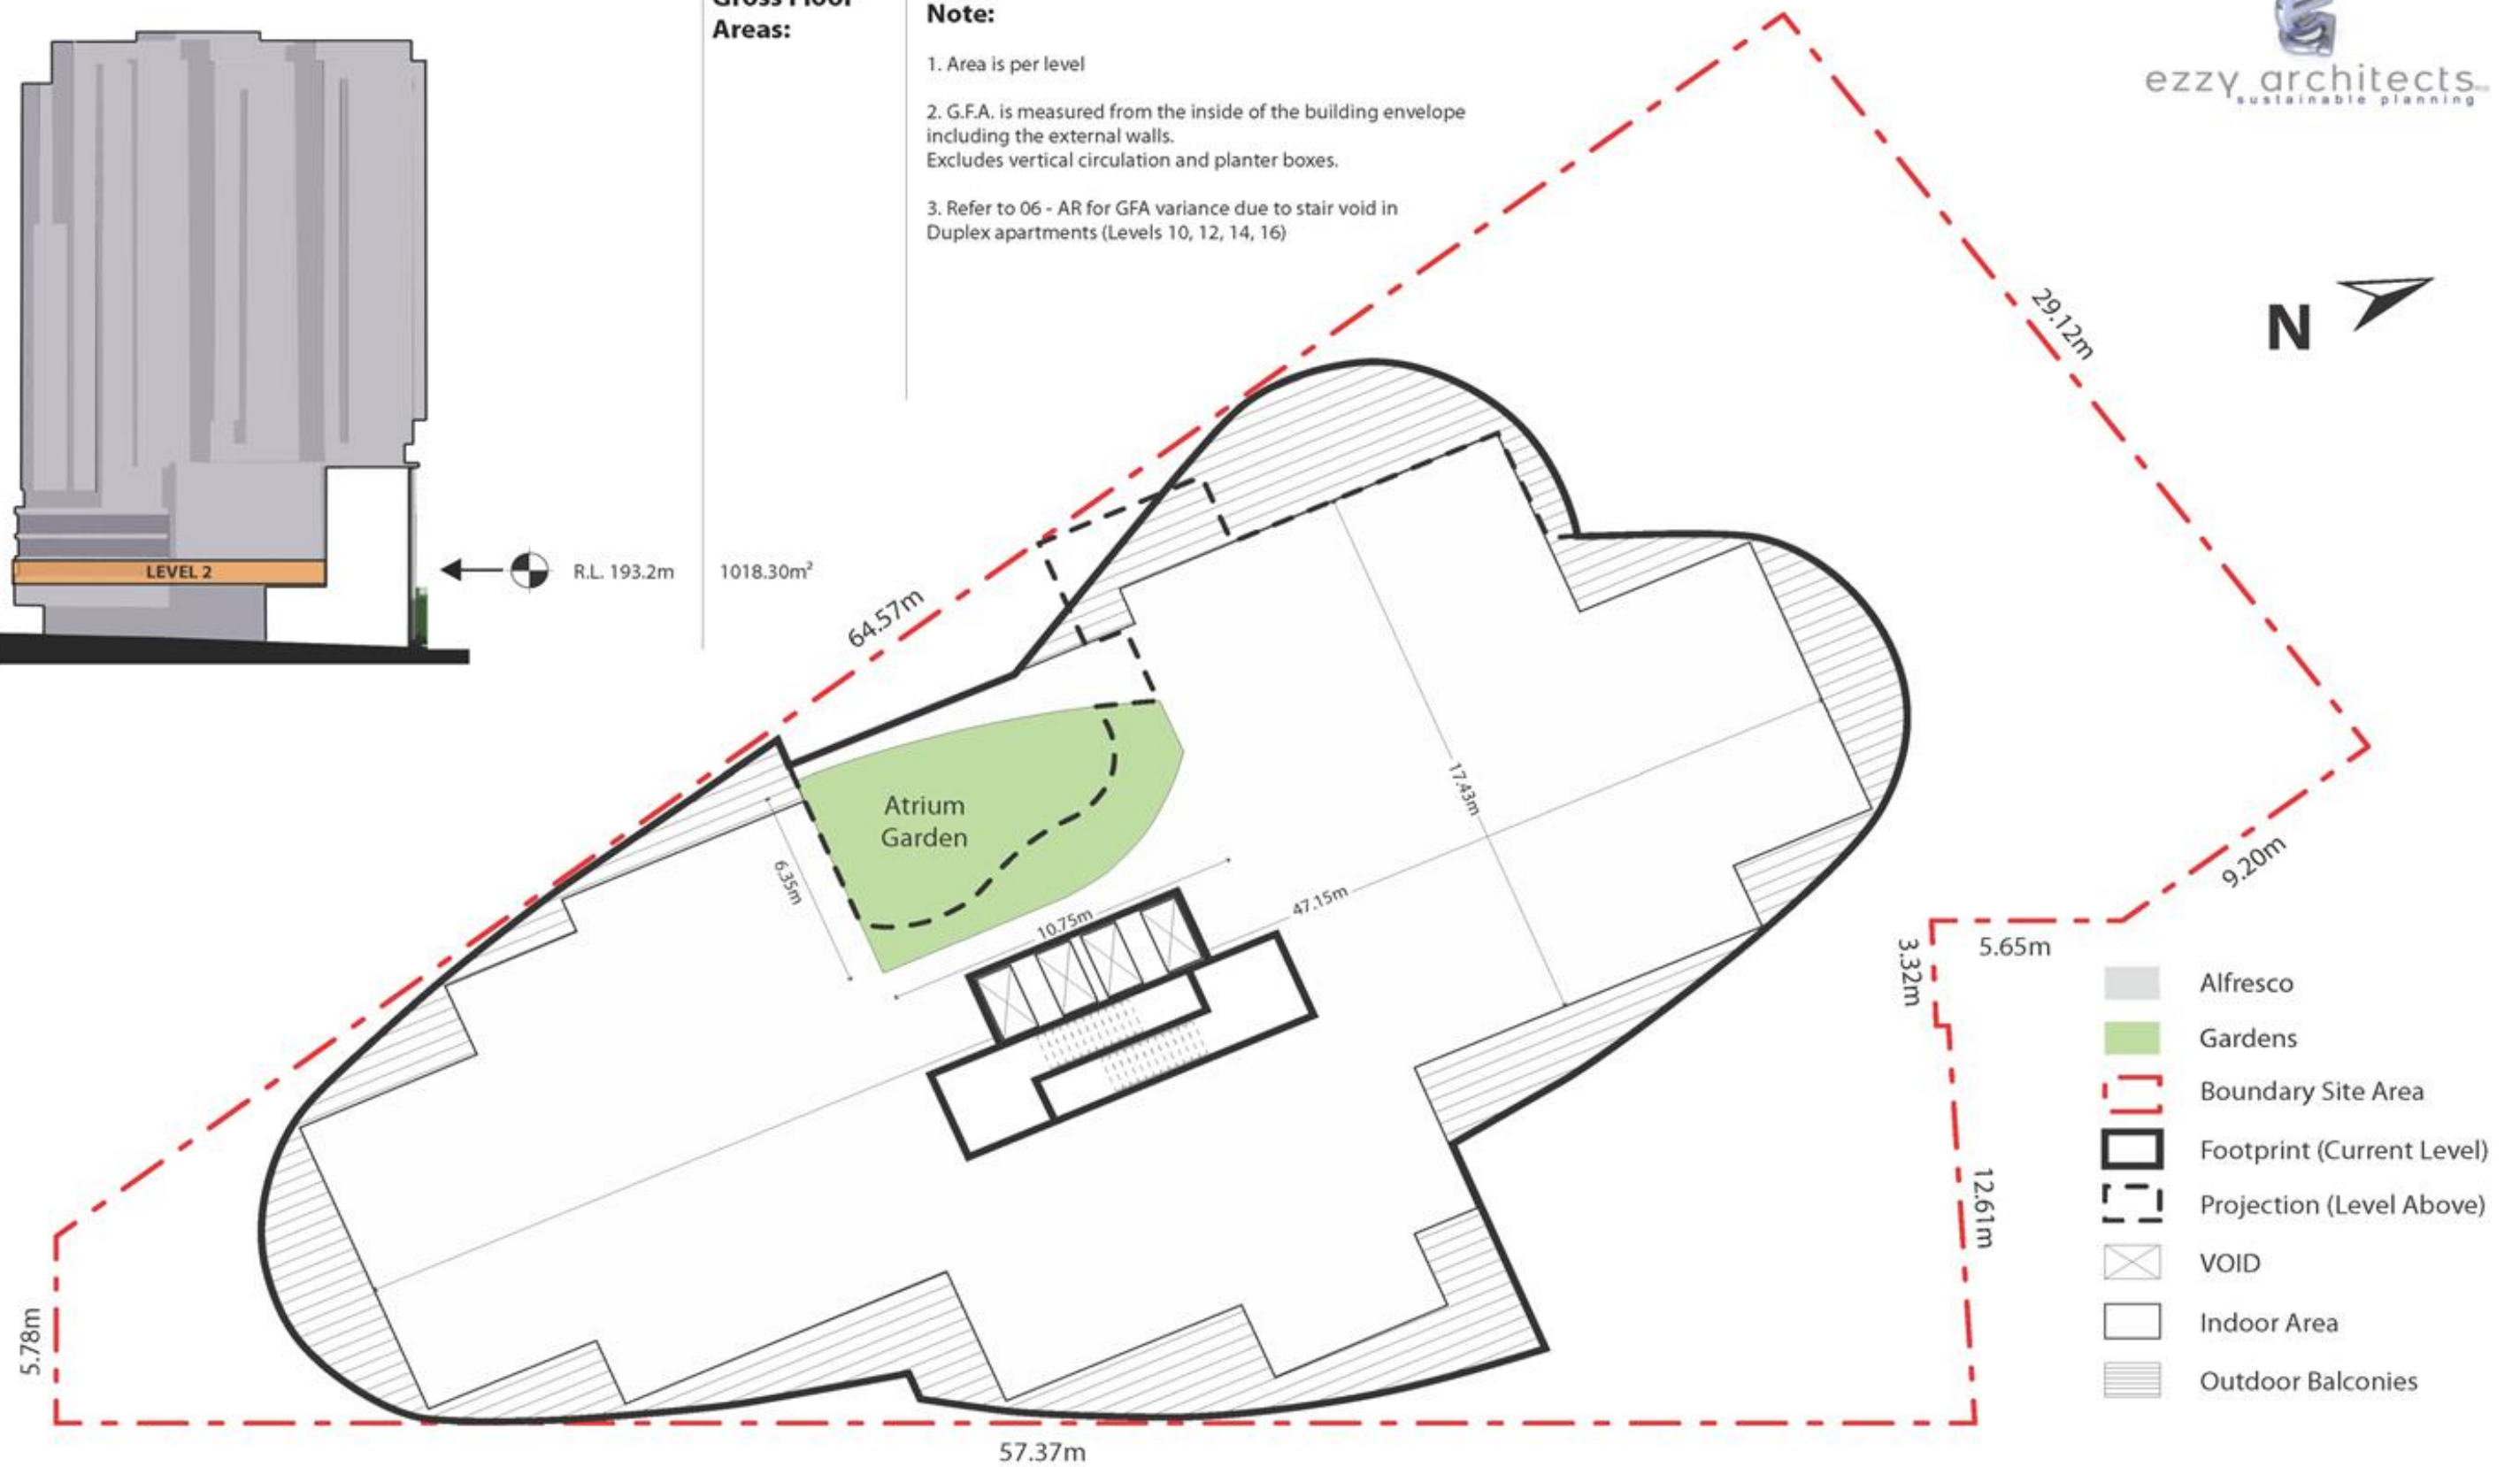 Gross Floor
Areas:
Note:
1. Area is per level
2. G.F.A. is measured from the inside of the building envelope
including the external walls.
Excludes vertical circulation and planter boxes.
3. Refer to 06 - AR for GFA variance due to stair void in
Duplex apartments (Levels 10, 12, 14, 16)
ezzy architects
sustainable planning
N
29.12m
LEVEL 2
R.L. 193.2m
1018.30m²
64.57m
Atrium
Garden
6.35m
17.43m
10.75m
47.15m
9.20m
5.65m
3.32m
12.61m
5.78m
57.37m
Alfresco
Gardens
Boundary Site Area
Footprint (Current Level)
Projection (Level Above)
VOID
Indoor Area
Outdoor Balconies